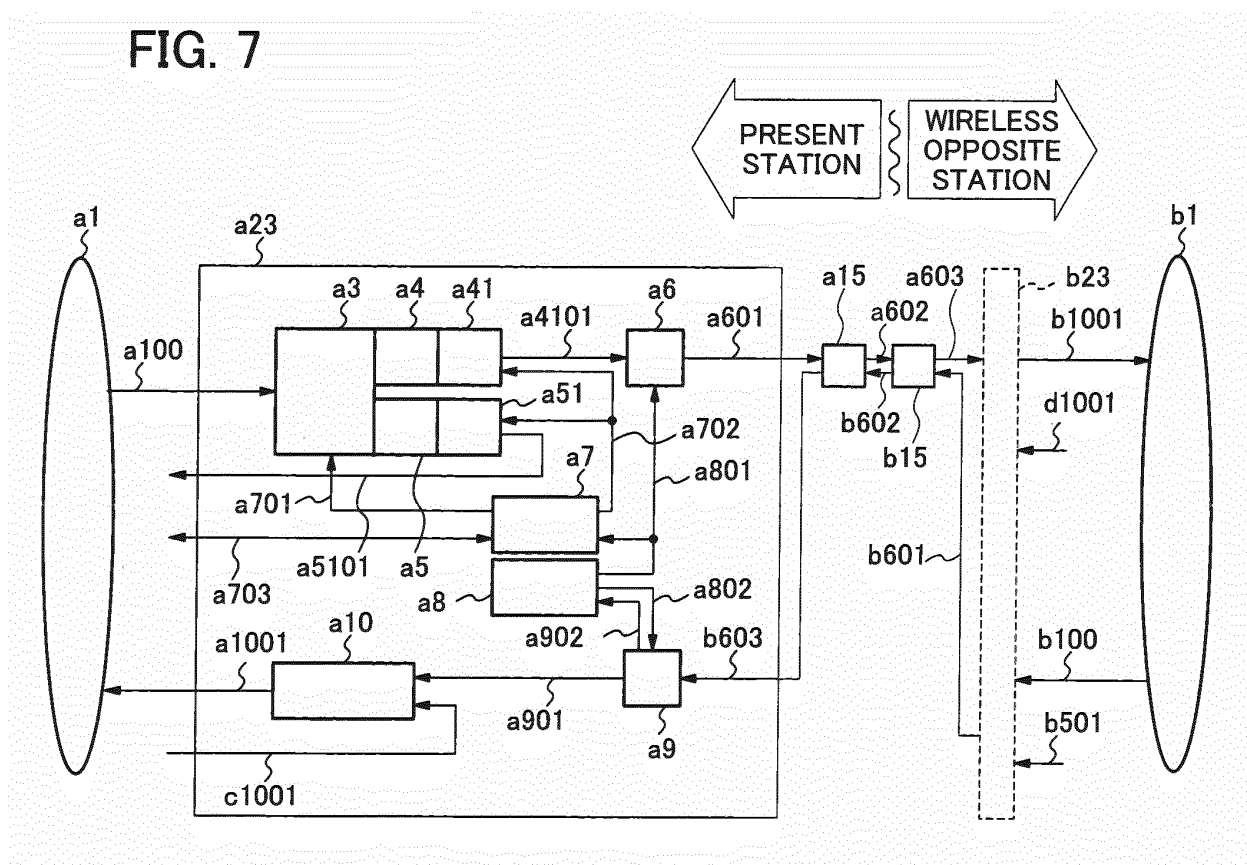 FIG. 7
PRESENT
STATION
WIRELESS
OPPOSITE
STATION
a1
a23
b1
a3
a4
a41
a4101
a6
a601
a15
a602
a603
b23
b1001
a100
a51
a702
b602
b15
d1001
a701
a7
a801
a5101
a5
a703
a8
a802
b601
a1001
a10
a902
b603
b100
a901
a9
b501
c1001